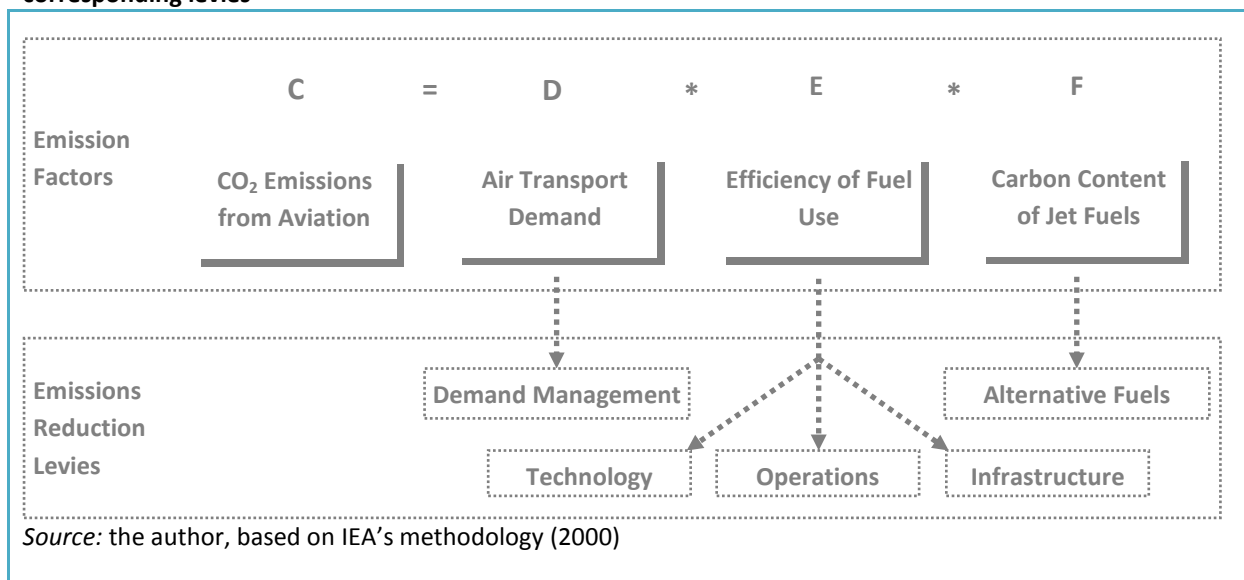 corresponding levies
C = D * E * F
Emission
Factors
CO₂ Emissions
from Aviation
Air Transport
Demand
Efficiency of Fuel
Use
Carbon Content
of Jet Fuels
Emissions
Reduction
Levies
Demand Management
Alternative Fuels
Technology
Operations
Infrastructure
Source: the author, based on IEA’s methodology (2000)